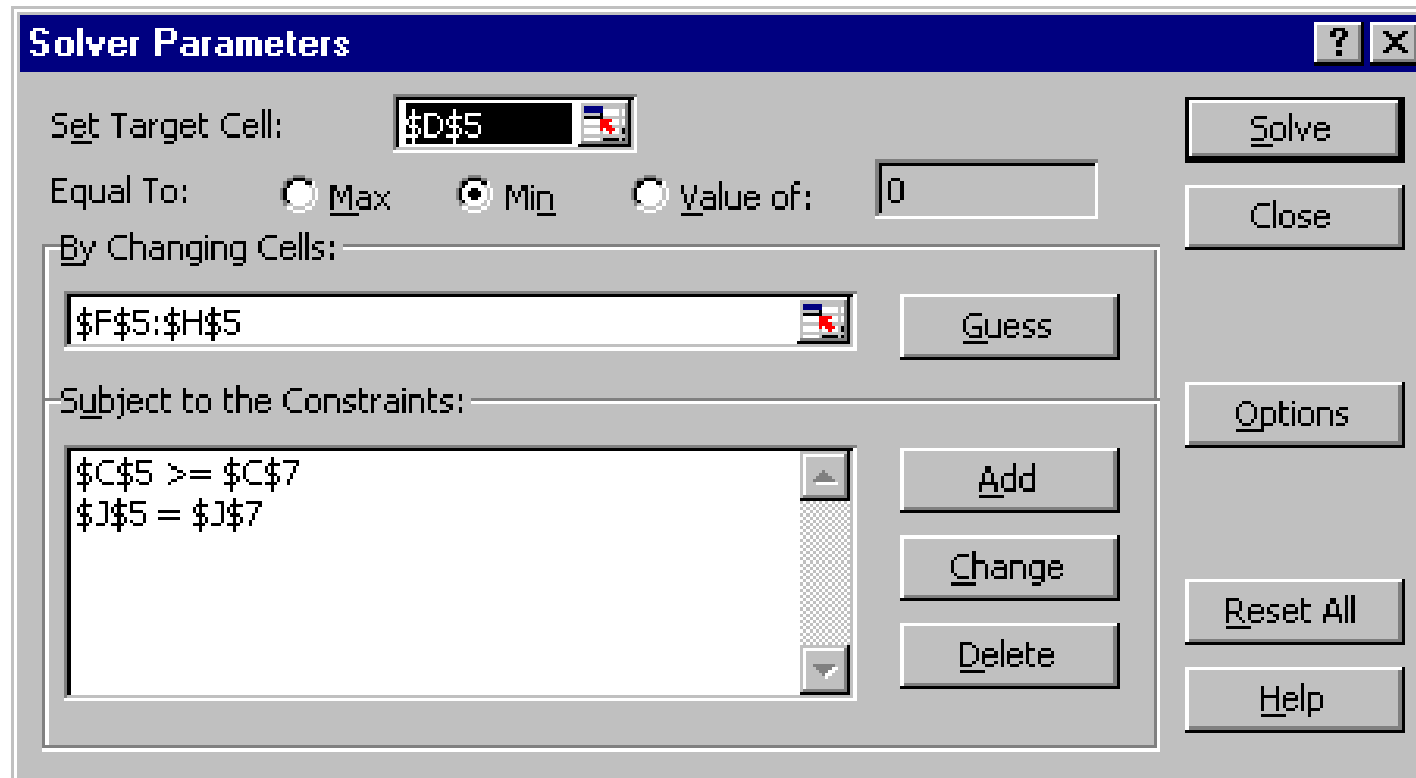 Solver Parameters
Set Target Cell: $D$5
Solve
Equal To: Max Min Value of: 0
Close
By Changing Cells:
$F$5:$H$5
Guess
Subject to the Constraints:
Options
$C$5 >= $C$7
$J$5 = $J$7
Add
Change
Reset All
Delete
Help